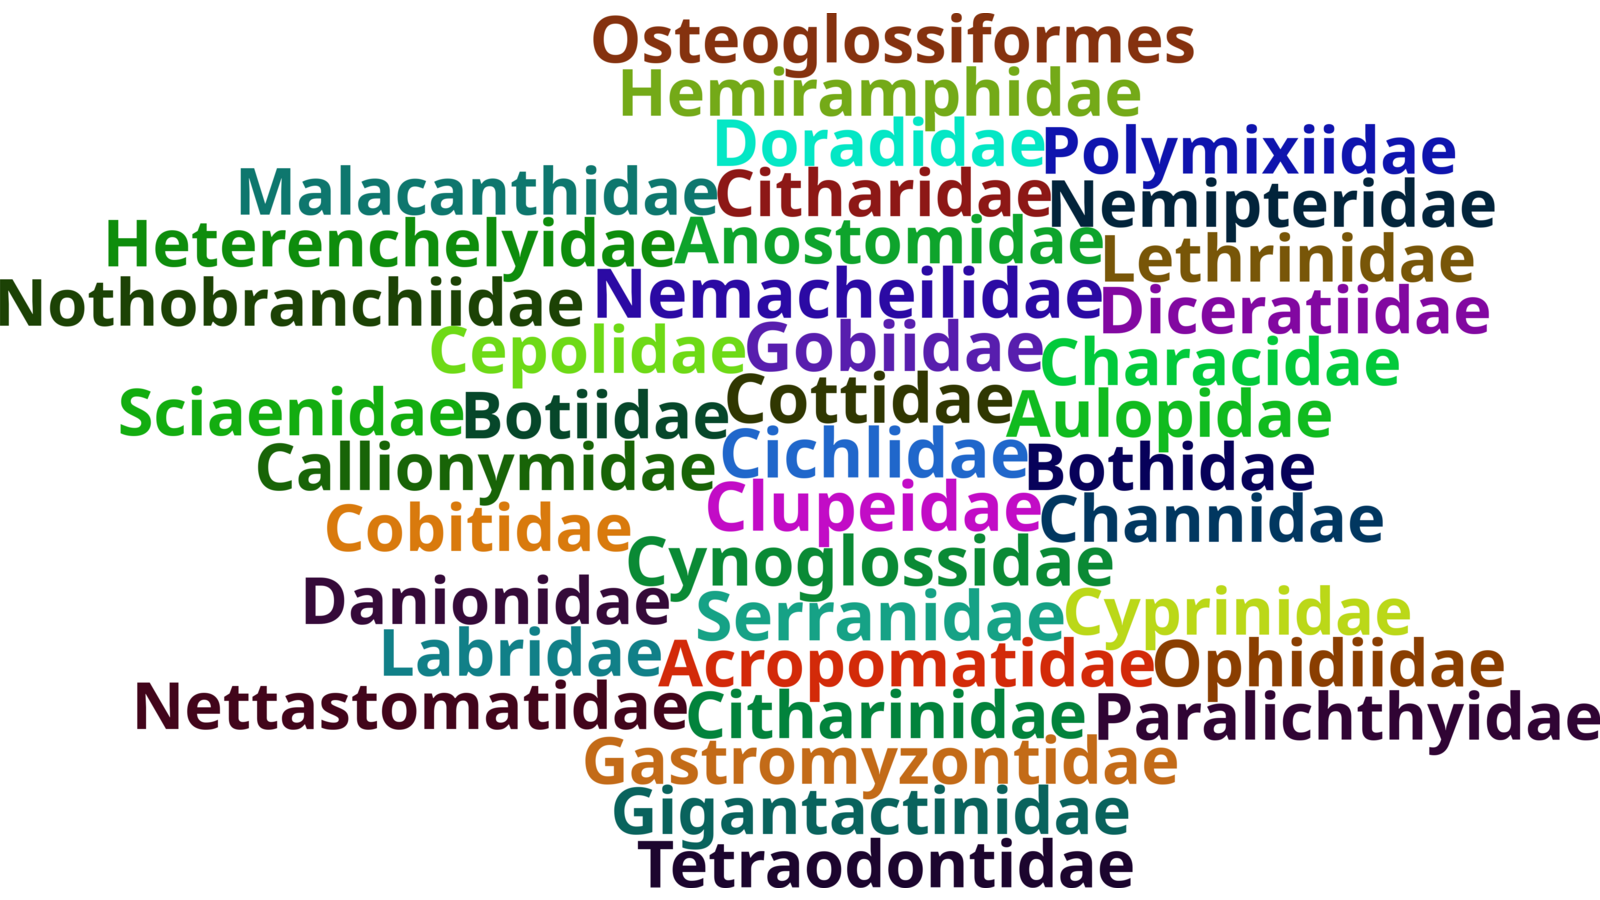 Osteoglossiformes
Hemiramphidae
Doradidae Polymixiidae
Malacanthidae Citharidae Nemipteridae
Heterenchelyidae Anostomidae Lethrinidae
Nothobranchiidae Nemacheilidae Diceratiidae
Cepolidae Gobiidae Characidae
Sciaenidae Botiidae Cottidae Aulopidae
Callionymidae Cichlidae Bothidae
Cobitidae Clupeidae Channidae
Cynoglossidae
Danionidae Serranidae Cyprinidae
Labridae Acropomatidae Ophidiidae
Nettastomatidae Citharinidae Paralichthyidae
Gastromyzontidae
Gigantactinidae
Tetraodontidae